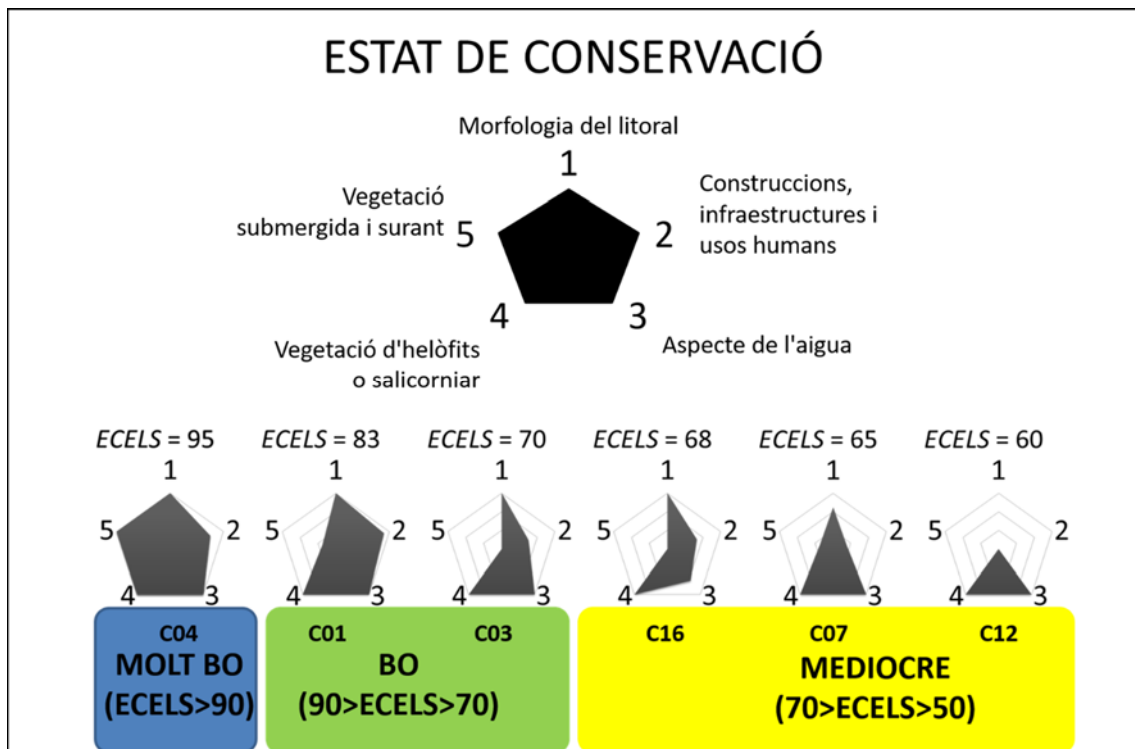 ESTAT DE CONSERVACIÓ
Morfologia del litoral
1
Vegetació
submergida i surant
5
Construccions,
infraestructures i
usos humans
2
4
3
Vegetació d'helòfits
o salicorniar
Aspecte de l'aigua
ECELS = 95
1
5
2
4
3
ECELS = 83
1
5
2
4
3
ECELS = 70
1
5
2
4
3
ECELS = 68
1
5
2
4
3
ECELS = 65
1
5
2
4
3
ECELS = 60
1
5
2
4
3
C04
MOLT BO
(ECELS>90)
C01
C03
BO
(90>ECELS>70)
C16
C07
C12
MEDIOCRE
(70>ECELS>50)